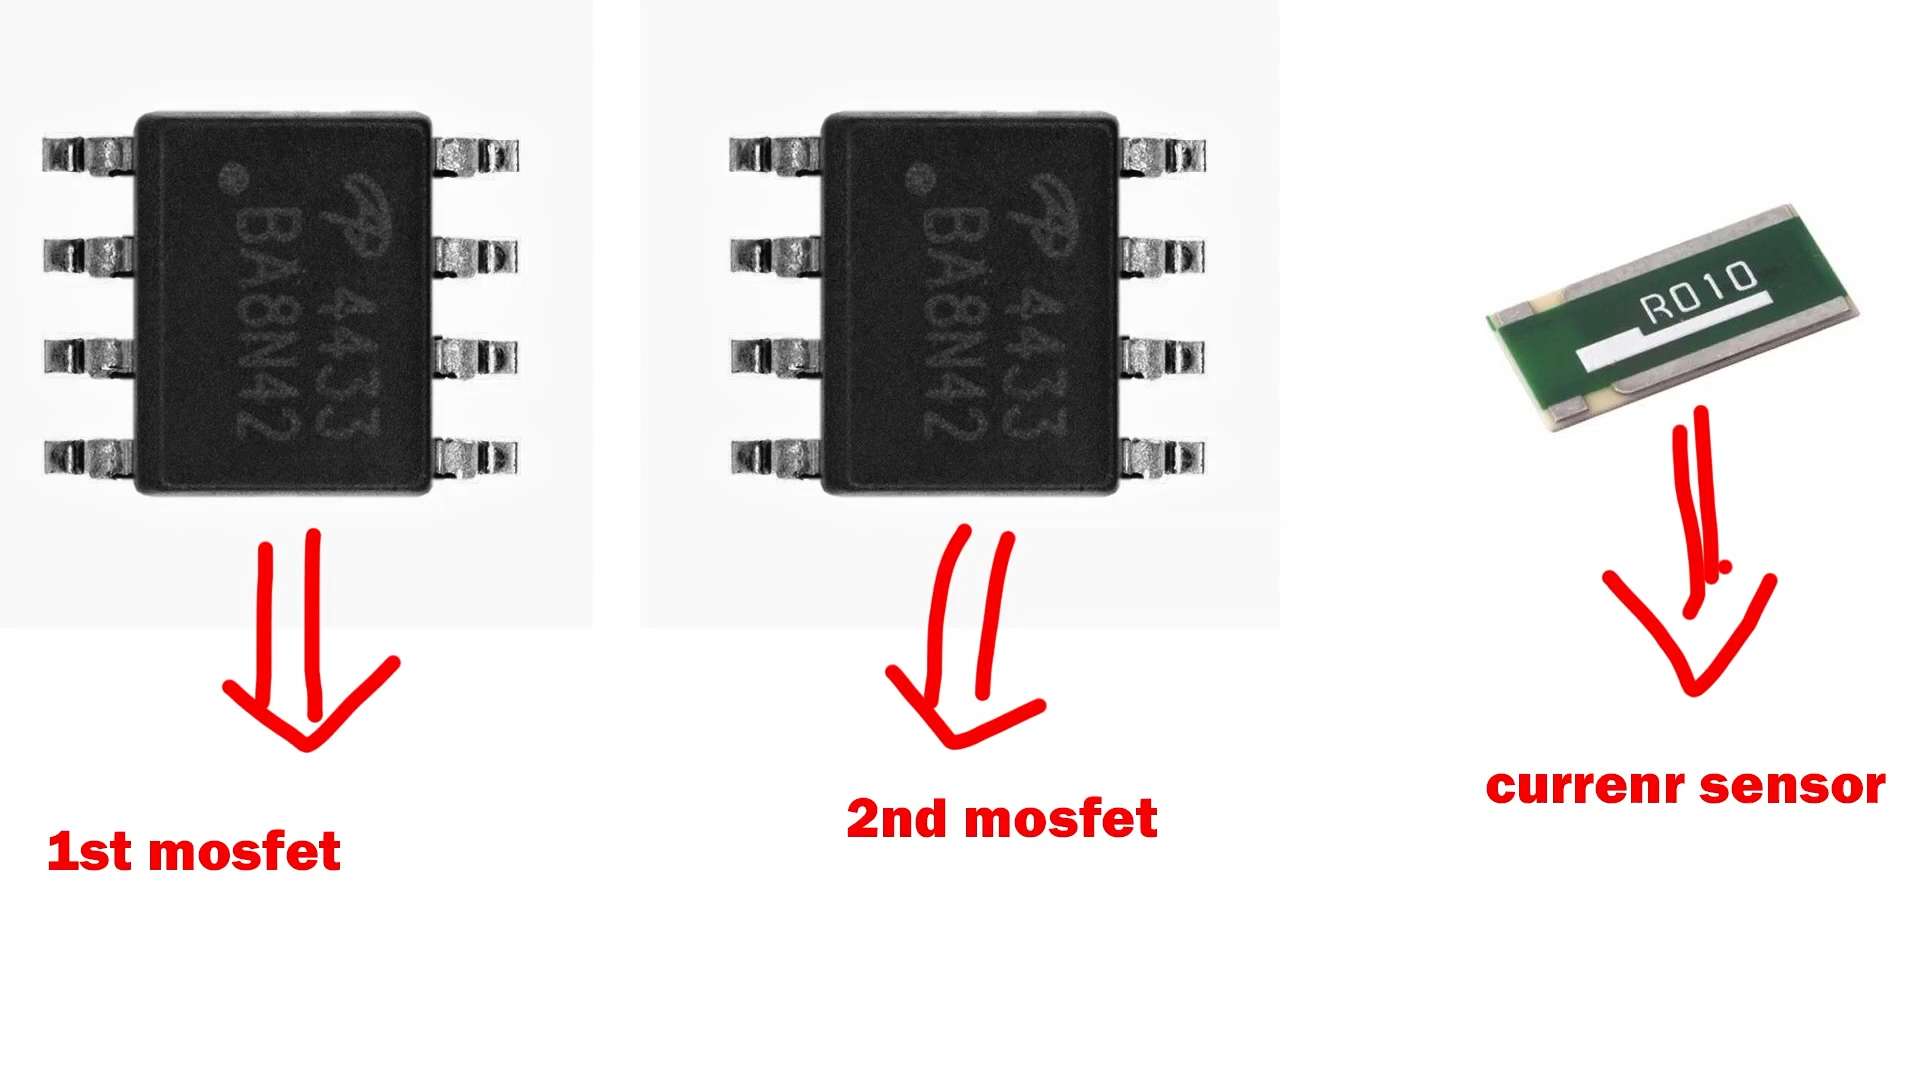 4433
BA8N42
4433
BA8N42
R010
1st mosfet
2nd mosfet
currenr sensor